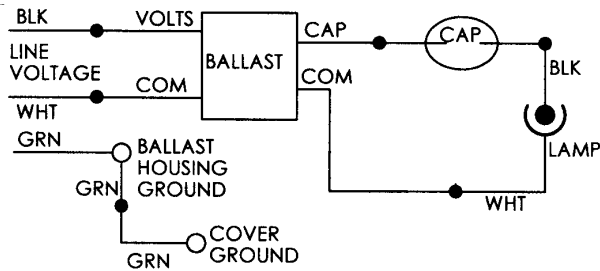 BLK
VOLTS
LINE
VOLTAGE
BALLAST
CAP
CAP
COM
COM
BLK
WHT
GRN
BALLAST
HOUSING
GROUND
LAMP
GRN
WHT
COVER
GROUND
GRN